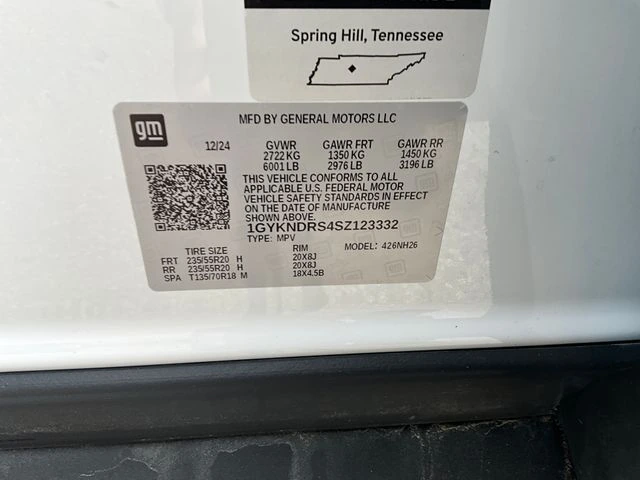 Spring Hill, Tennessee
gm
MFD BY GENERAL MOTORS LLC
12/24 GVWR GAWR FRT GAWR RR
2722 KG 1350 KG 1450 KG
6001 LB 2976 LB 3196 LB
THIS VEHICLE CONFORMS TO ALL
APPLICABLE U.S. FEDERAL MOTOR
VEHICLE SAFETY STANDARDS IN EFFECT
ON THE DATE OF MANUFACTURE
SHOWN ABOVE.
1GYKNDRS4SZ123332
TYPE: MPV MODEL: 426NH26
TIRE SIZE RIM
FRT 235/55R20 H 20X8J
RR 235/55R20 H 20X8J
SPA T135/70R18 M 18X4.5B